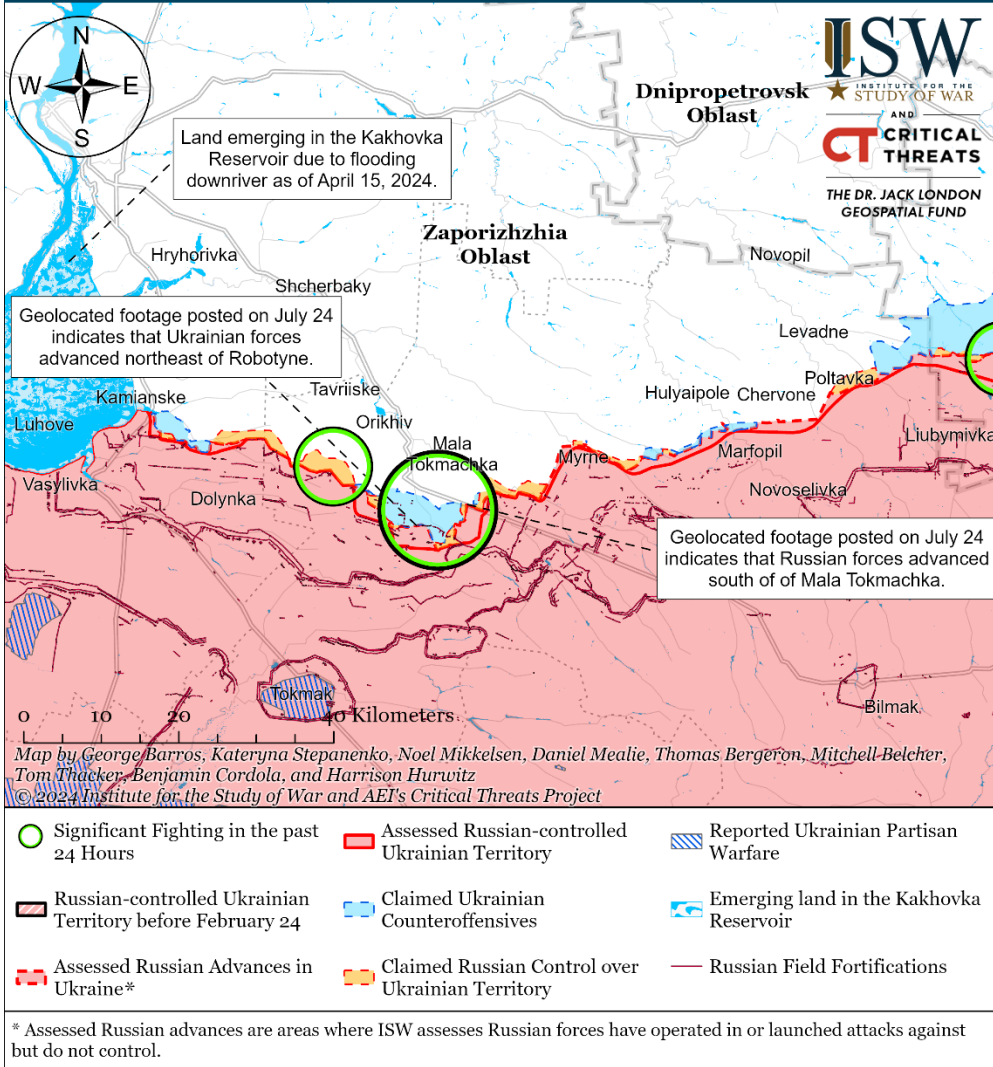 N
W
E
S
ISW
INSTITUTE FOR THE
STUDY OF WAR
AND
CT CRITICAL
THREATS
THE DR. JACK LONDON
GEOSPATIAL FUND
Dnipropetrovsk
Oblast
Land emerging in the Kakhovka
Reservoir due to flooding
downriver as of April 15, 2024.
Zaporizhzhia
Oblast
Hryhorivka
Novopil
Shcherbaky
Geolocated footage posted on July 24
indicates that Ukrainian forces
advanced northeast of Robotyne.
Levadne
Tavriiske
Kamianske
Poltavka
Hulyaipole
Chervone
Luhove
Orikhiv
Mala
Tokmachka
Liubymivka
Myrne
Marfopil
Vasylivka
Dolynka
Novoselivka
Geolocated footage posted on July 24
indicates that Russian forces advanced
south of of Mala Tokmachka.
Tokmak
Bilmak
0 10 20 40 Kilometers
Map by George Barros, Kateryna Stepanenko, Noel Mikkelsen, Daniel Mealie, Thomas Bergeron, Mitchell Belcher,
Tom Thacker, Benjamin Cordola, and Harrison Hurwitz
© 2024 Institute for the Study of War and AEI's Critical Threats Project
Significant Fighting in the past
24 Hours
Russian-controlled Ukrainian
Territory before February 24
Assessed Russian Advances in
Ukraine*
Assessed Russian-controlled
Ukrainian Territory
Claimed Ukrainian
Counteroffensives
Claimed Russian Control over
Ukrainian Territory
Reported Ukrainian Partisan
Warfare
Emerging land in the Kakhovka
Reservoir
Russian Field Fortifications
* Assessed Russian advances are areas where ISW assesses Russian forces have operated in or launched attacks against
but do not control.